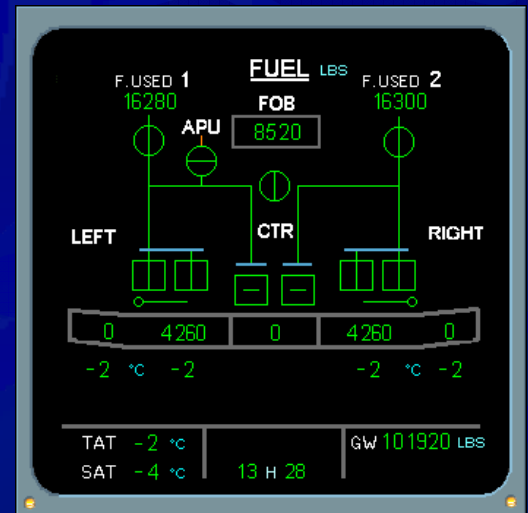 FUEL LBS
F.USED 1 F.USED 2
16280 FOB 16300
APU 8520
LEFT CTR RIGHT
0 4260 0 4260 0
-2 °C -2 -2 °C -2
TAT -2 °C GW 101920 LBS
SAT -4 °C 13 H 28